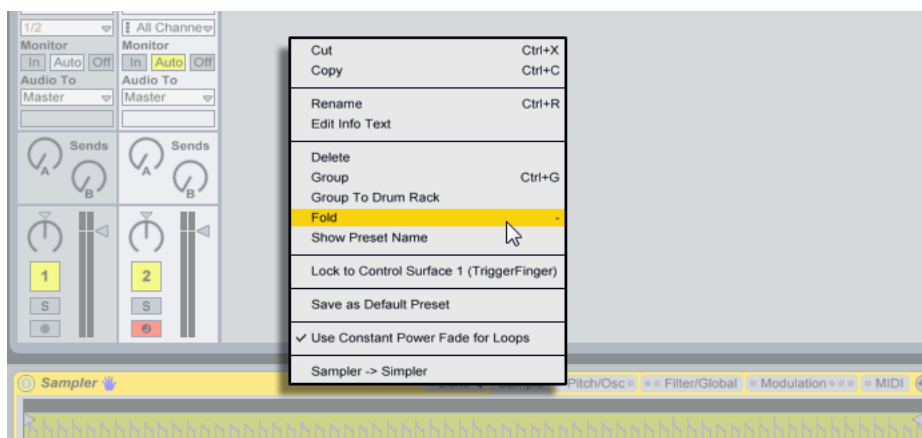 1/2
All Channe
Monitor
Monitor
In Auto Off
In Auto Off
Audio To
Audio To
Master
Master
Sends
Sends
A
B
A
B
1
2
S
S
Cut Ctrl+X
Copy Ctrl+C
Rename Ctrl+R
Edit Info Text
Delete
Group Ctrl+G
Group To Drum Rack
Fold -
Show Preset Name
Lock to Control Surface 1 (TriggerFinger)
Save as Default Preset
✓ Use Constant Power Fade for Loops
Sampler -> Simpler
Sampler
Pitch/Osc
Filter/Global
Modulation
MIDI